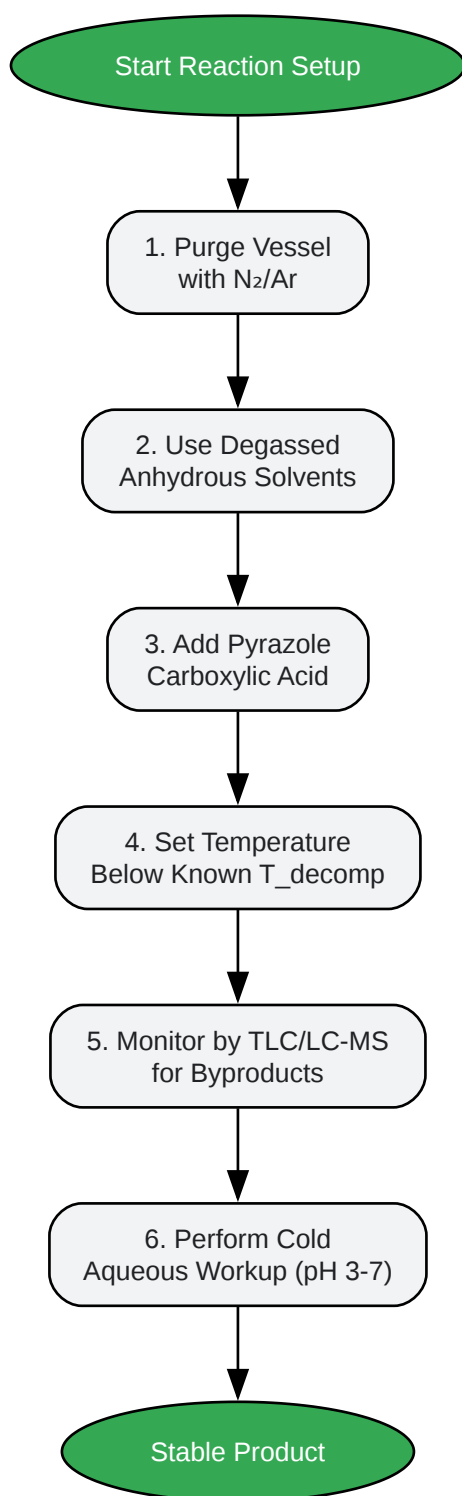 Start Reaction Setup
1. Purge Vessel
with N₂/Ar
2. Use Degassed
Anhydrous Solvents
3. Add Pyrazole
Carboxylic Acid
4. Set Temperature
Below Known T_decomp
5. Monitor by TLC/LC-MS
for Byproducts
6. Perform Cold
Aqueous Workup (pH 3-7)
Stable Product